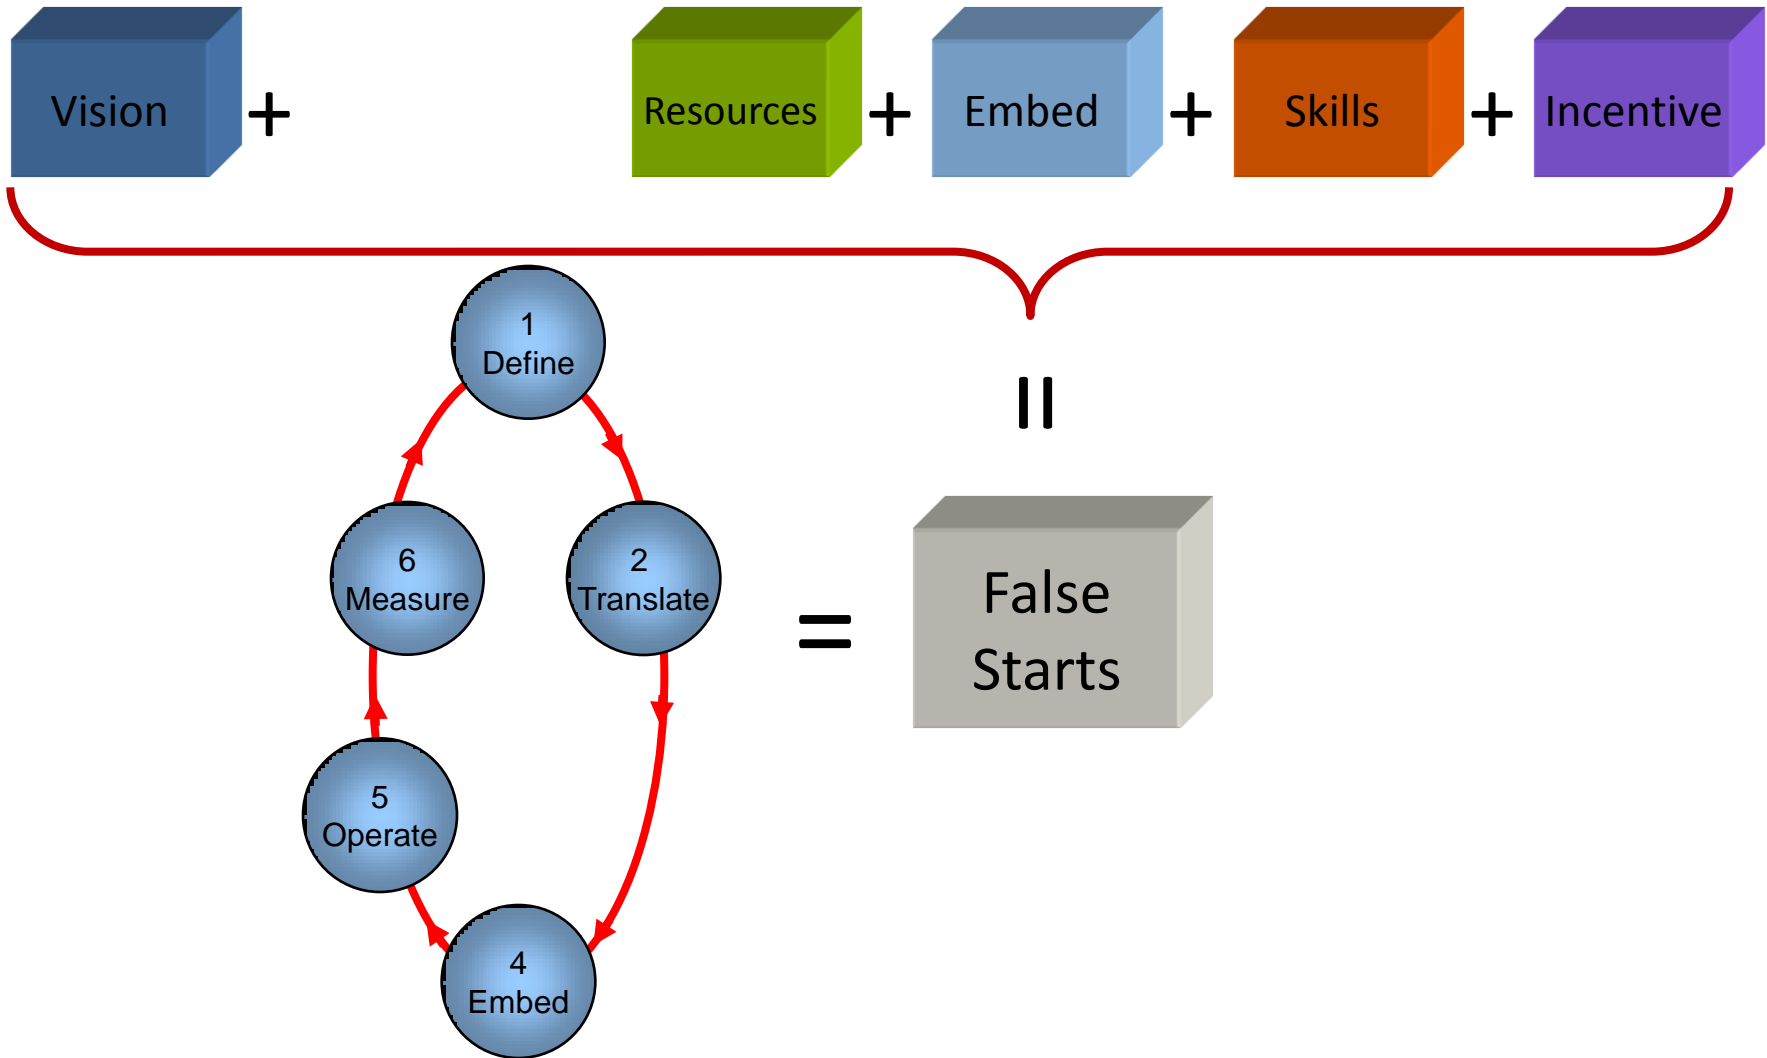 Vision + Resources + Embed + Skills + Incentive
1
Define
=
6
Measure
2
Translate
=
False
Starts
5
Operate
4
Embed